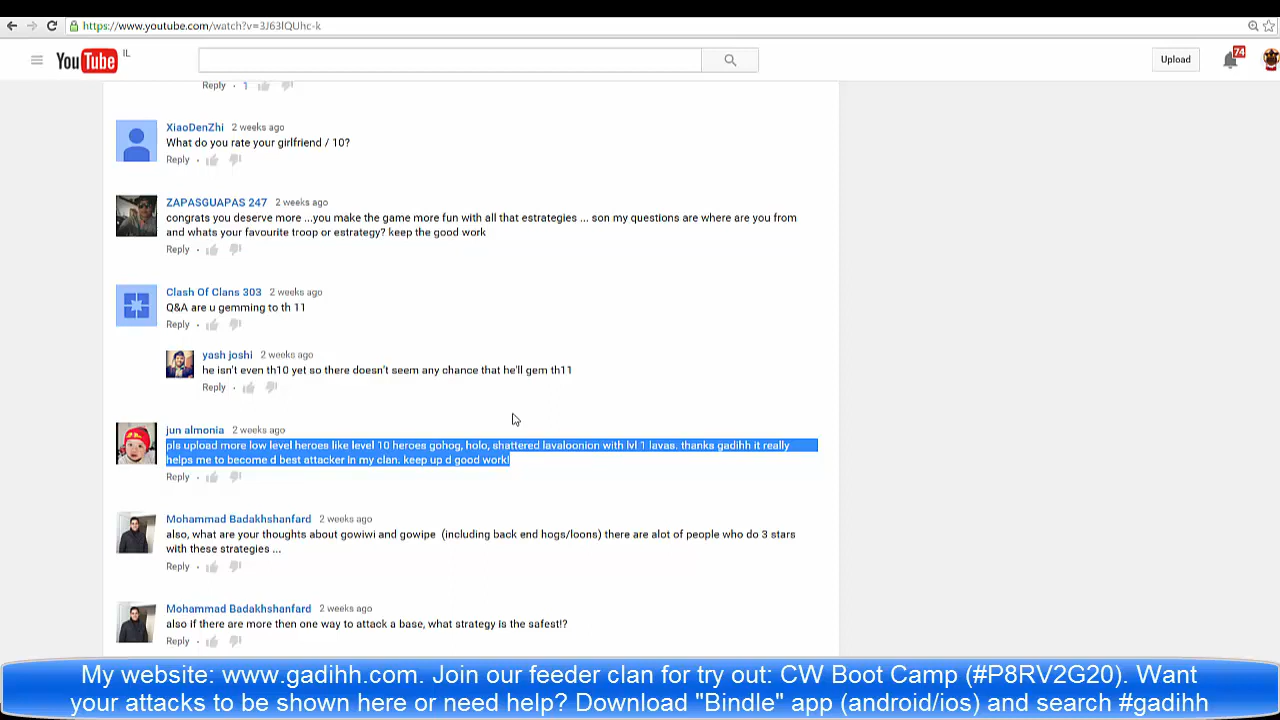 https://www.youtube.com/watch?v=3J63lQUhc-k
YouTube IL
Upload
74
Reply · 1
XiaoDenZhi 2 weeks ago
What do you rate your girlfriend / 10?
Reply ·
ZAPASGUAPAS 247 2 weeks ago
congrats you deserve more ...you make the game more fun with all that estrategies ... son my questions are where are you from
and whats your favourite troop or estrategy? keep the good work
Reply ·
Clash Of Clans 303 2 weeks ago
Q&A are u gemming to th 11
Reply ·
yash joshi 2 weeks ago
he isn't even th10 yet so there doesn't seem any chance that he'll gem th11
Reply ·
jun almonia 2 weeks ago
pls upload more low level heroes like level 10 heroes gohog, holo, shattered lavaloonion with lvl 1 lavas. thanks gadihh it really
helps me to become d best attacker in my clan. keep up d good work!
Reply ·
Mohammad Badakhshanfard 2 weeks ago
also, what are your thoughts about gowiwi and gowipe (including back end hogs/loons) there are alot of people who do 3 stars
with these strategies ...
Reply ·
Mohammad Badakhshanfard 2 weeks ago
also if there are more then one way to attack a base, what strategy is the safest!?
Reply ·
My website: www.gadihh.com. Join our feeder clan for try out: CW Boot Camp (#P8RV2G20). Want
your attacks to be shown here or need help? Download "Bindle" app (android/ios) and search #gadihh